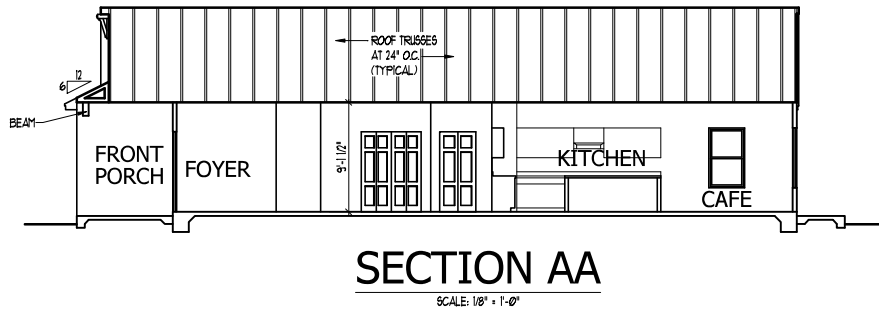 ROOF TRUSSES
AT 24" O.C.
(TYPICAL)
12
6
BEAM
FRONT
PORCH
FOYER
9'-1 1/2"
KITCHEN
CAFE
SECTION AA
SCALE: 1/8" = 1'-0"